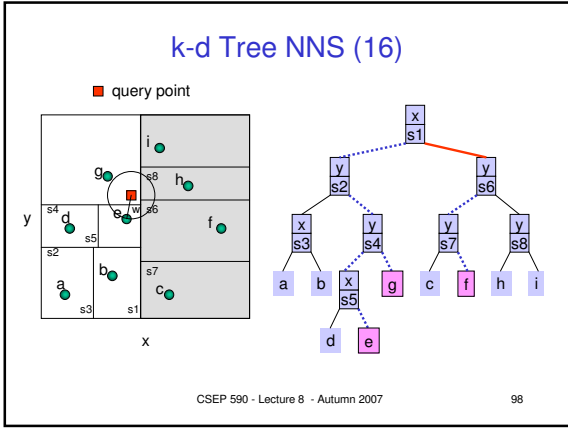 k-d Tree NNS (16)
query point
x
s1
i
y
s2
y
s6
g
s8
h
s4
d
e
w
s6
f
x
s3
y
s4
y
s7
y
s8
y
s5
s2
a
b
s7
c
s3
s1
a
b
x
s5
g
c
f
h
i
x
d
e
CSEP 590 - Lecture 8 - Autumn 2007
98